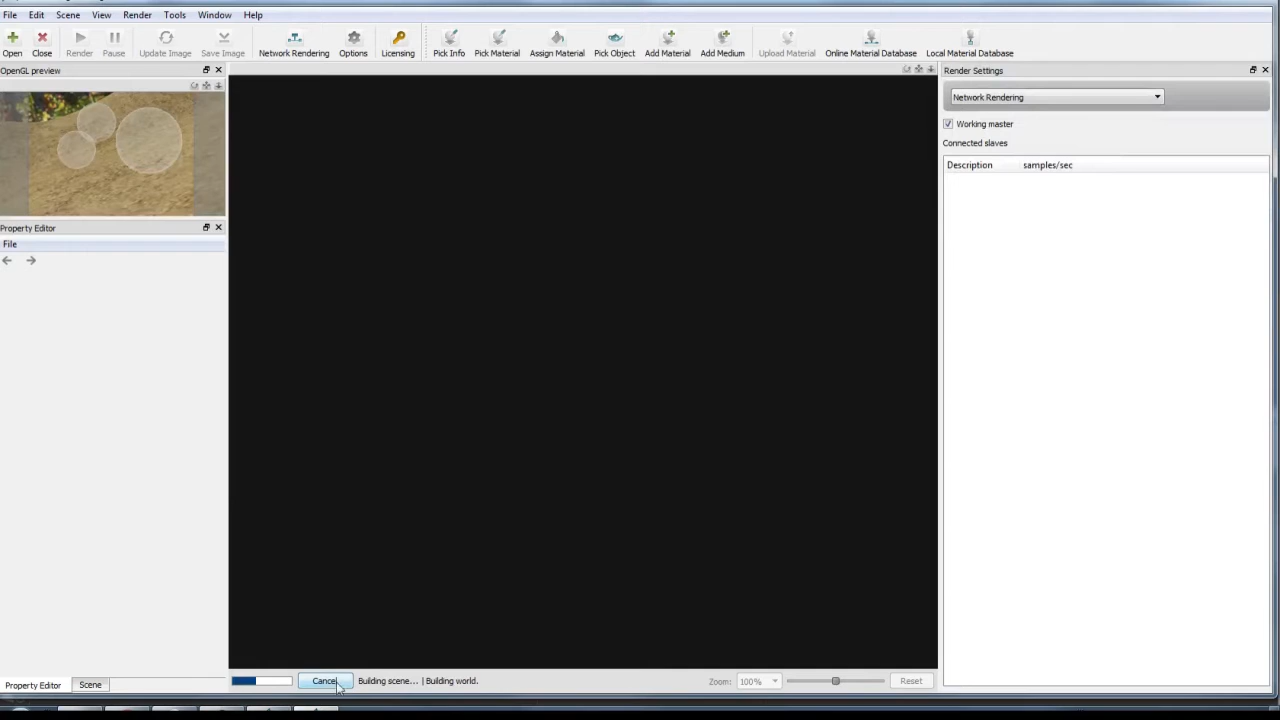 File Edit Scene View Render Tools Window Help
Open Close Render Pause Update Image Save Image Network Rendering Options Licensing Pick Info Pick Material Assign Material Pick Object Add Material Add Medium Upload Material Online Material Database Local Material Database
OpenGL preview
Render Settings
Network Rendering
Working master
Connected slaves
Description samples/sec
Property Editor
File
Cancel Building scene... | Building world. Zoom: 100% Reset
Property Editor Scene